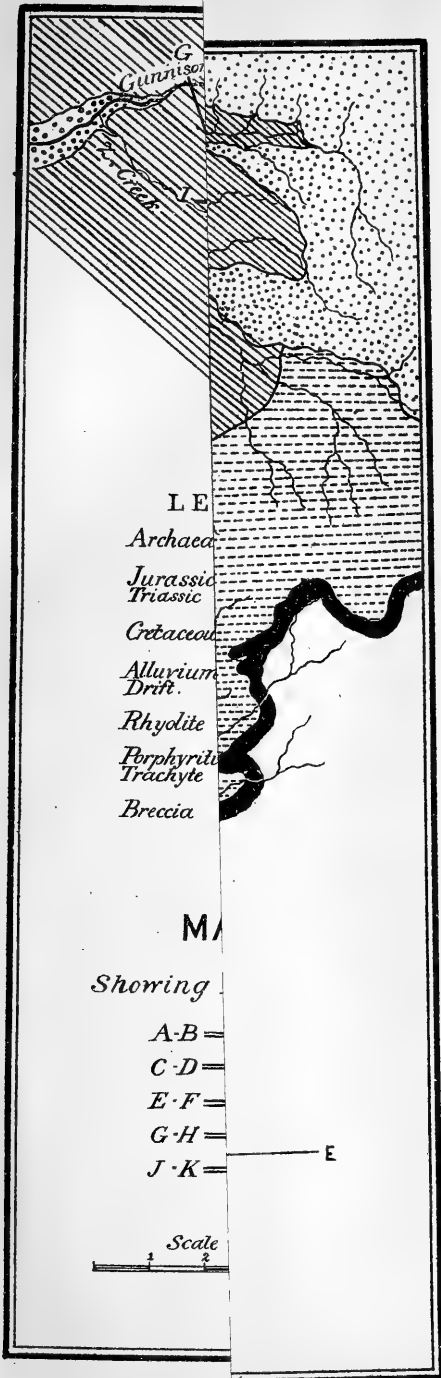 G
Gunnison
Creek
I
LE
Archaea
Jurassic
Triassic
Cretaceou
Alluvium
Drift.
Rhyolite
Porphyriti
Trachyte
Breccia
MA
Showing
A-B =
C-D =
E-F =
G-H =
J-K =
E
Scale
1 2